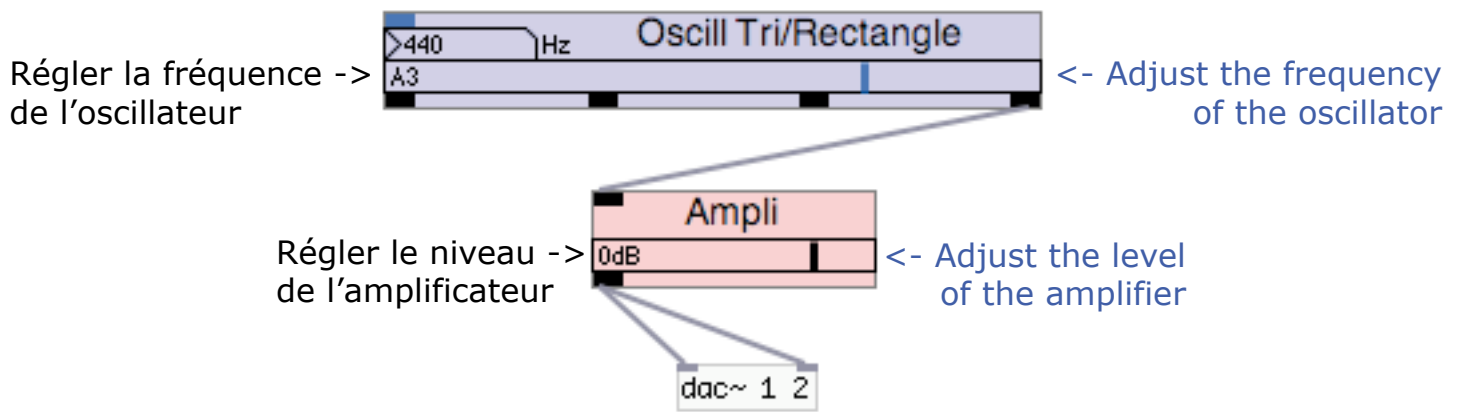 Oscill Tri/Rectangle
>440 Hz
A3
Régler la fréquence ->
de l’oscillateur
<- Adjust the frequency
of the oscillator
Ampli
Régler le niveau ->
de l’amplificateur
0dB
<- Adjust the level
of the amplifier
dac~ 1 2